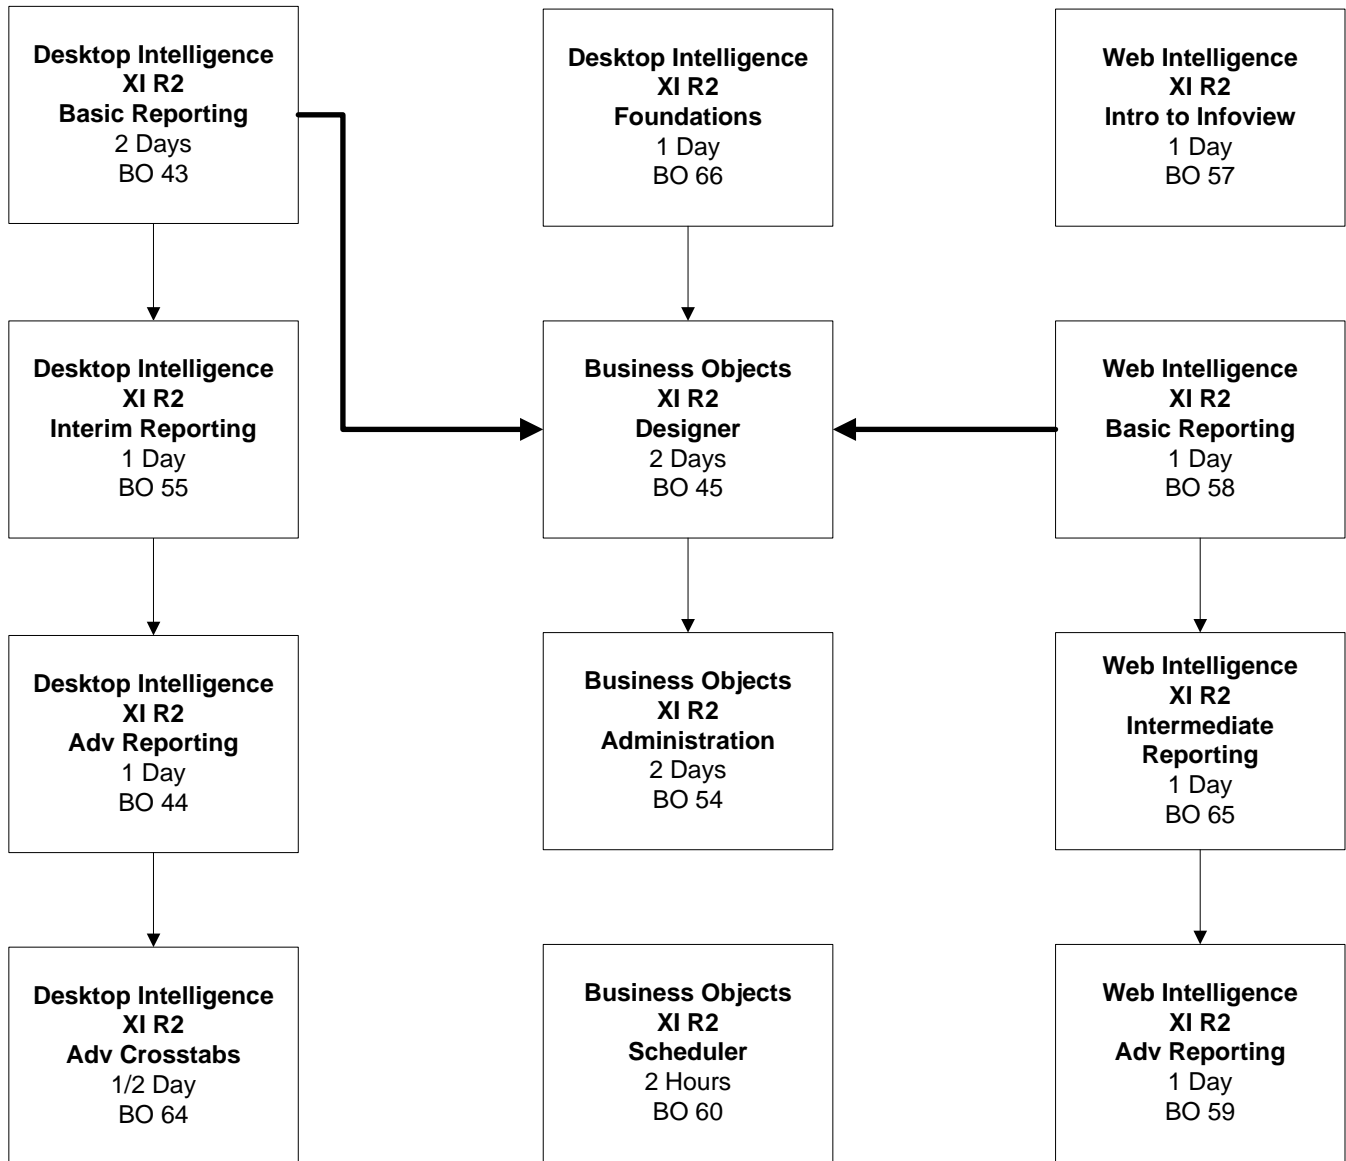 Desktop Intelligence
XI R2
Basic Reporting
2 Days
BO 43
Desktop Intelligence
XI R2
Foundations
1 Day
BO 66
Web Intelligence
XI R2
Intro to Infoview
1 Day
BO 57
Desktop Intelligence
XI R2
Interim Reporting
1 Day
BO 55
Business Objects
XI R2
Designer
2 Days
BO 45
Web Intelligence
XI R2
Basic Reporting
1 Day
BO 58
Desktop Intelligence
XI R2
Adv Reporting
1 Day
BO 44
Business Objects
XI R2
Administration
2 Days
BO 54
Web Intelligence
XI R2
Intermediate
Reporting
1 Day
BO 65
Desktop Intelligence
XI R2
Adv Crosstabs
1/2 Day
BO 64
Business Objects
XI R2
Scheduler
2 Hours
BO 60
Web Intelligence
XI R2
Adv Reporting
1 Day
BO 59